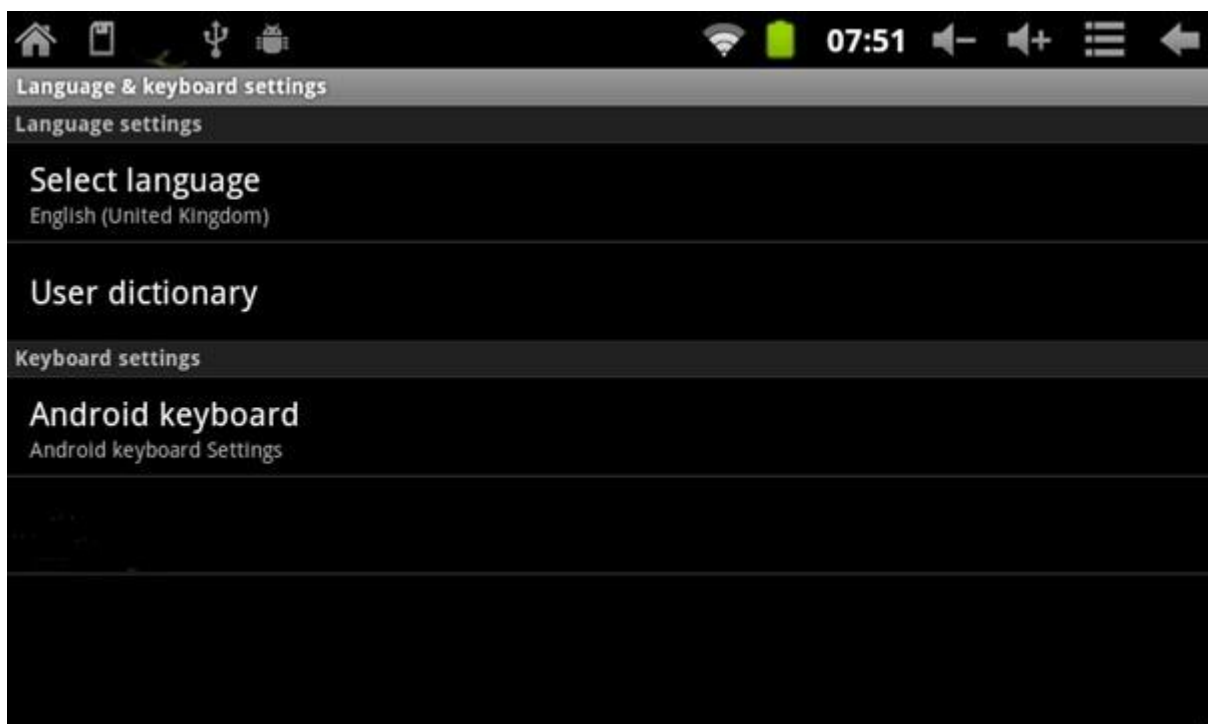 07:51
Language & keyboard settings
Language settings
Select language
English (United Kingdom)
User dictionary
Keyboard settings
Android keyboard
Android keyboard Settings